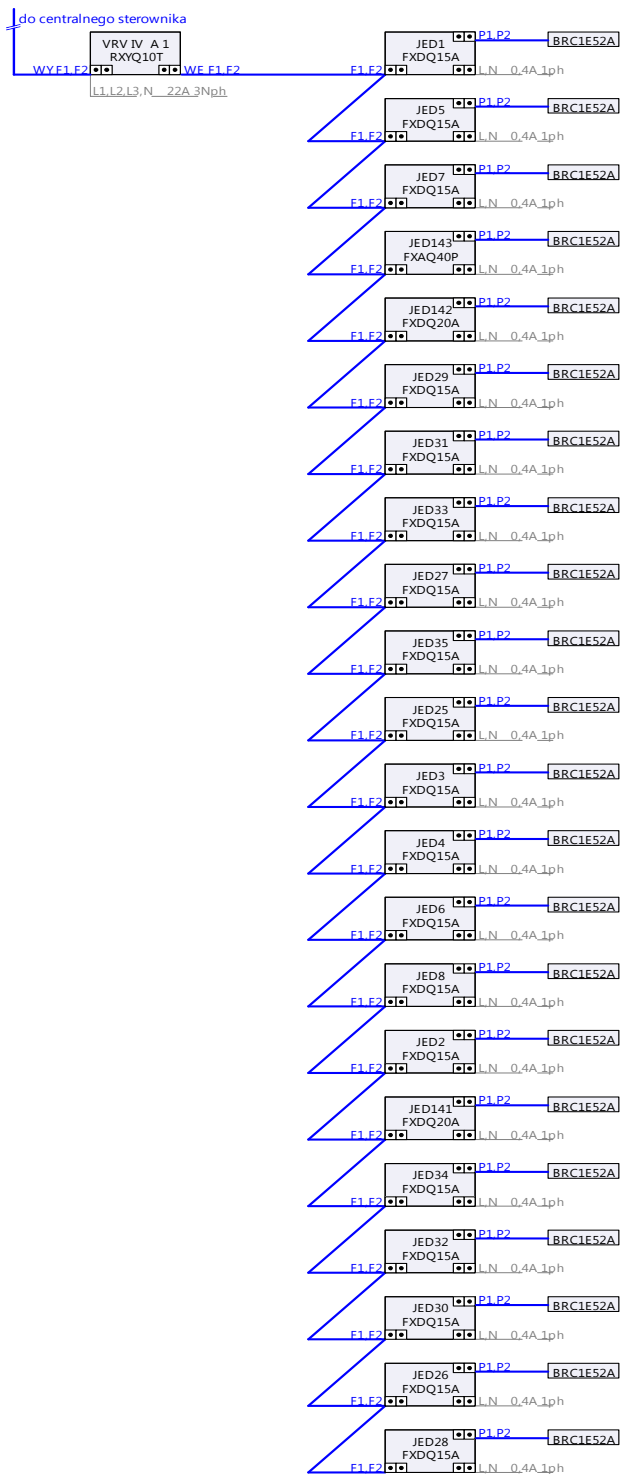 do centralnego sterownika
VRV IV A 1
RXYQ10T
WY F1,F2
WE F1,F2
L1,L2,L3,N 22A 3Nph
JED1
FXDQ15A
F1,F2
P1,P2
BRC1E52A
L,N 0,4A 1ph
JED5
FXDQ15A
F1,F2
P1,P2
BRC1E52A
L,N 0,4A 1ph
JED7
FXDQ15A
F1,F2
P1,P2
BRC1E52A
L,N 0,4A 1ph
JED143
FXAQ40P
F1,F2
P1,P2
BRC1E52A
L,N 0,4A 1ph
JED142
FXDQ20A
F1,F2
P1,P2
BRC1E52A
L,N 0,4A 1ph
JED29
FXDQ15A
F1,F2
P1,P2
BRC1E52A
L,N 0,4A 1ph
JED31
FXDQ15A
F1,F2
P1,P2
BRC1E52A
L,N 0,4A 1ph
JED33
FXDQ15A
F1,F2
P1,P2
BRC1E52A
L,N 0,4A 1ph
JED27
FXDQ15A
F1,F2
P1,P2
BRC1E52A
L,N 0,4A 1ph
JED35
FXDQ15A
F1,F2
P1,P2
BRC1E52A
L,N 0,4A 1ph
JED25
FXDQ15A
F1,F2
P1,P2
BRC1E52A
L,N 0,4A 1ph
JED3
FXDQ15A
F1,F2
P1,P2
BRC1E52A
L,N 0,4A 1ph
JED4
FXDQ15A
F1,F2
P1,P2
BRC1E52A
L,N 0,4A 1ph
JED6
FXDQ15A
F1,F2
P1,P2
BRC1E52A
L,N 0,4A 1ph
JED8
FXDQ15A
F1,F2
P1,P2
BRC1E52A
L,N 0,4A 1ph
JED2
FXDQ15A
F1,F2
P1,P2
BRC1E52A
L,N 0,4A 1ph
JED141
FXDQ20A
F1,F2
P1,P2
BRC1E52A
L,N 0,4A 1ph
JED34
FXDQ15A
F1,F2
P1,P2
BRC1E52A
L,N 0,4A 1ph
JED32
FXDQ15A
F1,F2
P1,P2
BRC1E52A
L,N 0,4A 1ph
JED30
FXDQ15A
F1,F2
P1,P2
BRC1E52A
L,N 0,4A 1ph
JED26
FXDQ15A
F1,F2
P1,P2
BRC1E52A
L,N 0,4A 1ph
JED28
FXDQ15A
F1,F2
P1,P2
BRC1E52A
L,N 0,4A 1ph